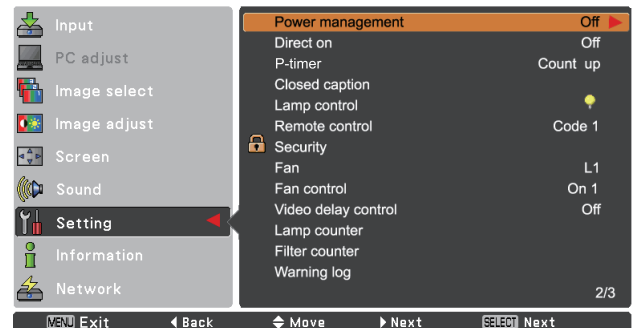 Input
PC adjust
Image select
Image adjust
Screen
Sound
Setting
Information
Network
Power management Off
Direct on Off
P-timer Count up
Closed caption
Lamp control
Remote control Code 1
Security
Fan L1
Fan control On 1
Video delay control Off
Lamp counter
Filter counter
Warning log
2/3
MENU Exit Back Move Next SELECT Next